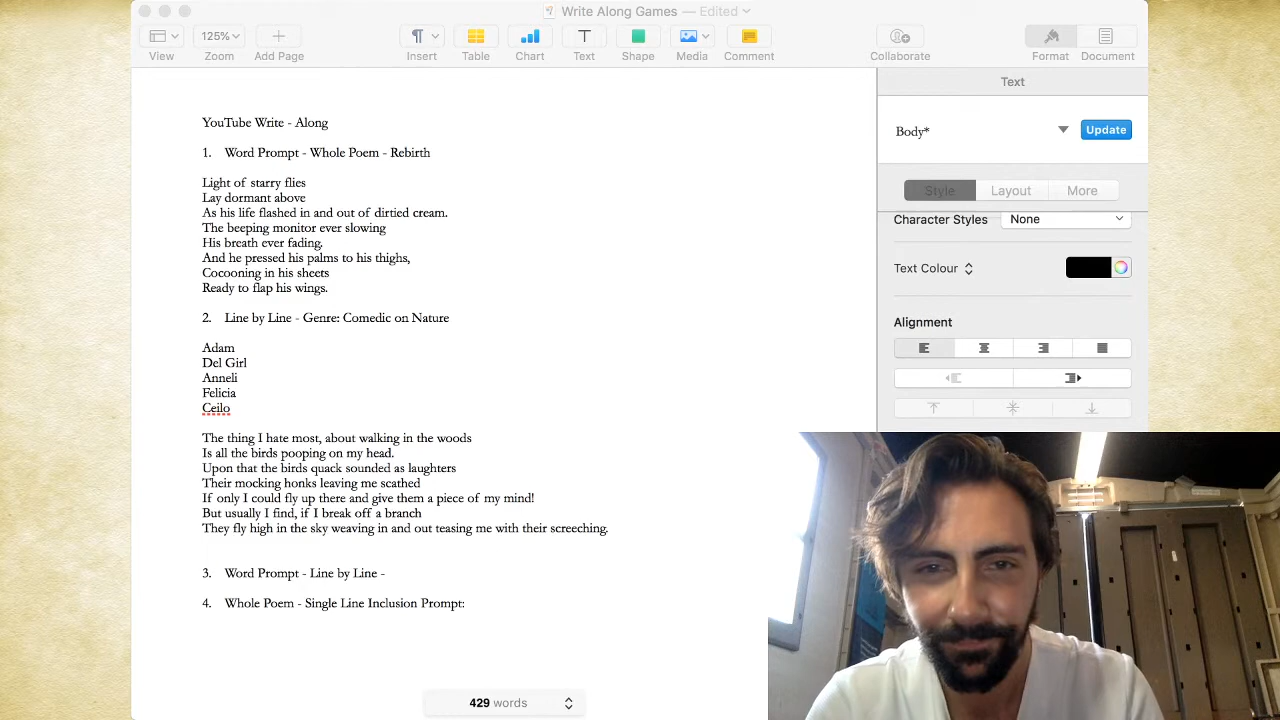 Write Along Games — Edited
125%
View
Zoom
Add Page
Insert
Table
Chart
Text
Shape
Media
Comment
Collaborate
Format
Document
Text
Body*
Update
Style
Layout
More
Character Styles
None
Text Colour
Alignment
YouTube Write - Along
1. Word Prompt - Whole Poem - Rebirth
Light of starry flies
Lay dormant above
As his life flashed in and out of dirtied cream.
The beeping monitor ever slowing
His breath ever fading.
And he pressed his palms to his thighs,
Cocooning in his sheets
Ready to flap his wings.
2. Line by Line - Genre: Comedic on Nature
Adam
Del Girl
Anneli
Felicia
Ceilo
The thing I hate most, about walking in the woods
Is all the birds pooping on my head.
Upon that the birds quack sounded as laughters
Their mocking honks leaving me scathed
If only I could fly up there and give them a piece of my mind!
But usually I find, if I break off a branch
They fly high in the sky weaving in and out teasing me with their screeching.
3. Word Prompt - Line by Line -
4. Whole Poem - Single Line Inclusion Prompt:
429 words